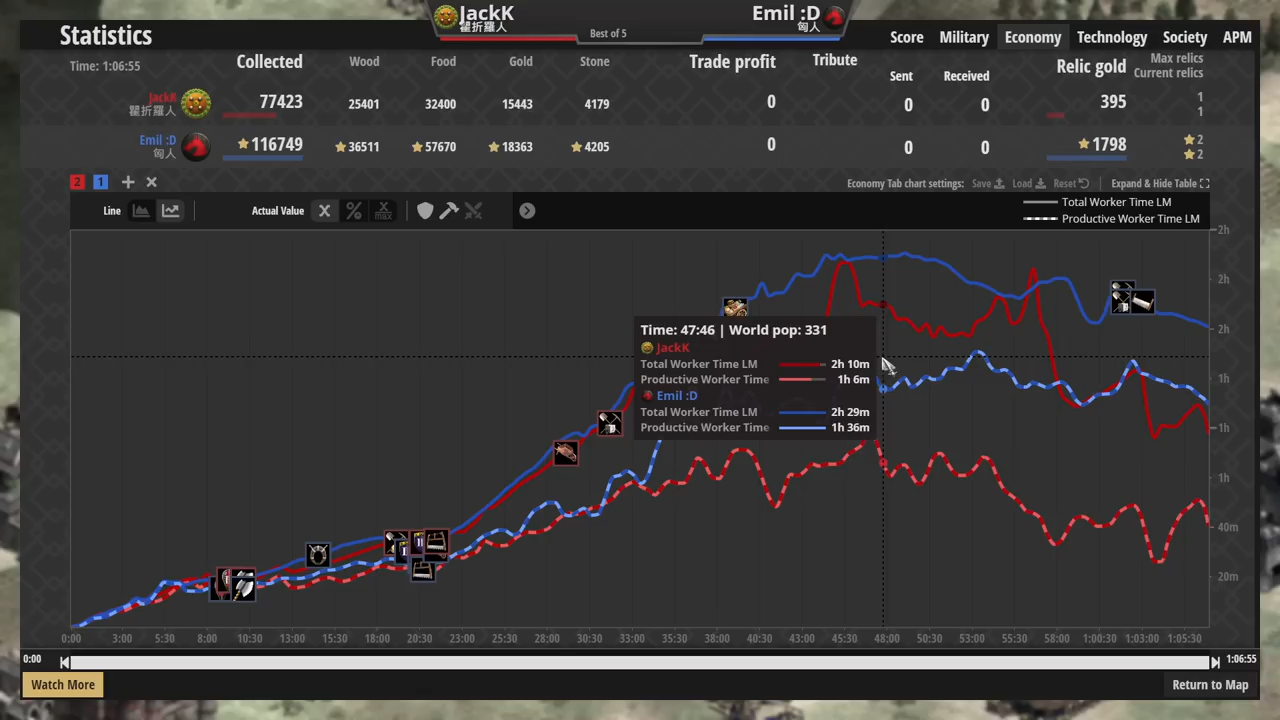 JackK
瞿折羅人
Best of 5
Emil :D
匈人
Statistics
Score Military Economy Technology Society APM
Time: 1:06:55
Collected Wood Food Gold Stone Trade profit Tribute Sent Received Relic gold Max relics
Current relics
JackK
瞿折羅人
77423 25401 32400 15443 4179 0 0 0 395 1
1
Emil :D
匈人
116749 36511 57670 18363 4205 0 0 0 1798 2
2
2 1 + ×
Economy Tab chart settings: Save Load Reset Expand & Hide Table
Line Actual Value X % X/max
Total Worker Time LM
Productive Worker Time LM
2h
2h
2h
1h
1h
1h
40m
20m
Time: 47:46 | World pop: 331
JackK
Total Worker Time LM 2h 10m
Productive Worker Time 1h 6m
Emil :D
Total Worker Time LM 2h 29m
Productive Worker Time 1h 36m
0:00 3:00 5:30 8:00 10:30 13:00 15:30 18:00 20:30 23:00 25:30 28:00 30:30 33:00 35:30 38:00 40:30 43:00 45:30 48:00 50:30 53:00 55:30 58:00 1:00:30 1:03:00 1:05:30
0:00 1:06:55
Watch More Return to Map